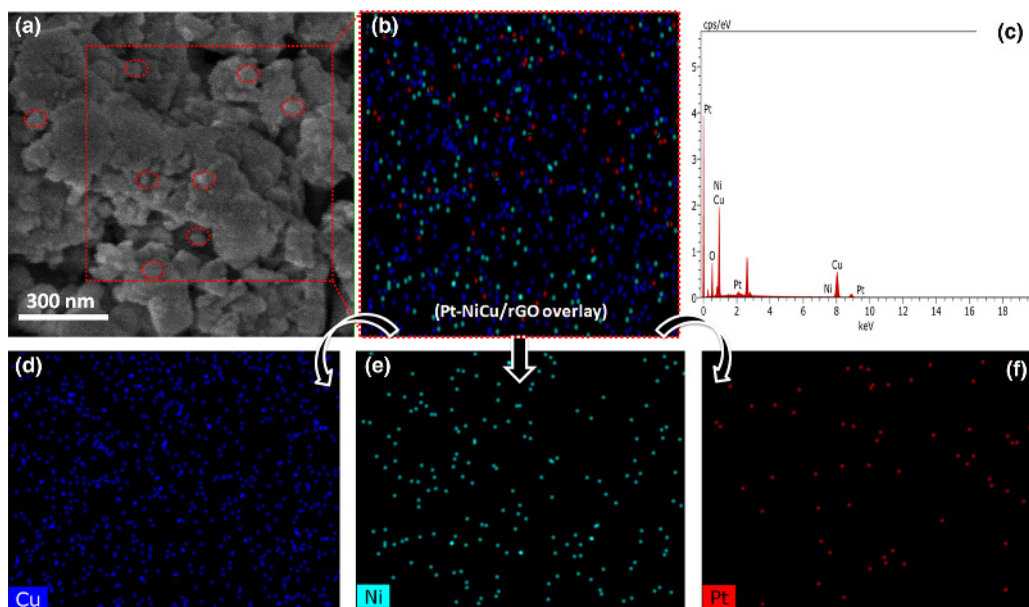 (a)
300 nm
(b)
(Pt-NiCu/rGO overlay)
(c)
cps/eV
5
4
3
2
1
0
Pt
Ni
Cu
O
Pt
Cu
Ni
Pt
0 2 4 6 8 10 12 14 16 18
keV
(d)
Cu
(e)
Ni
(f)
Pt